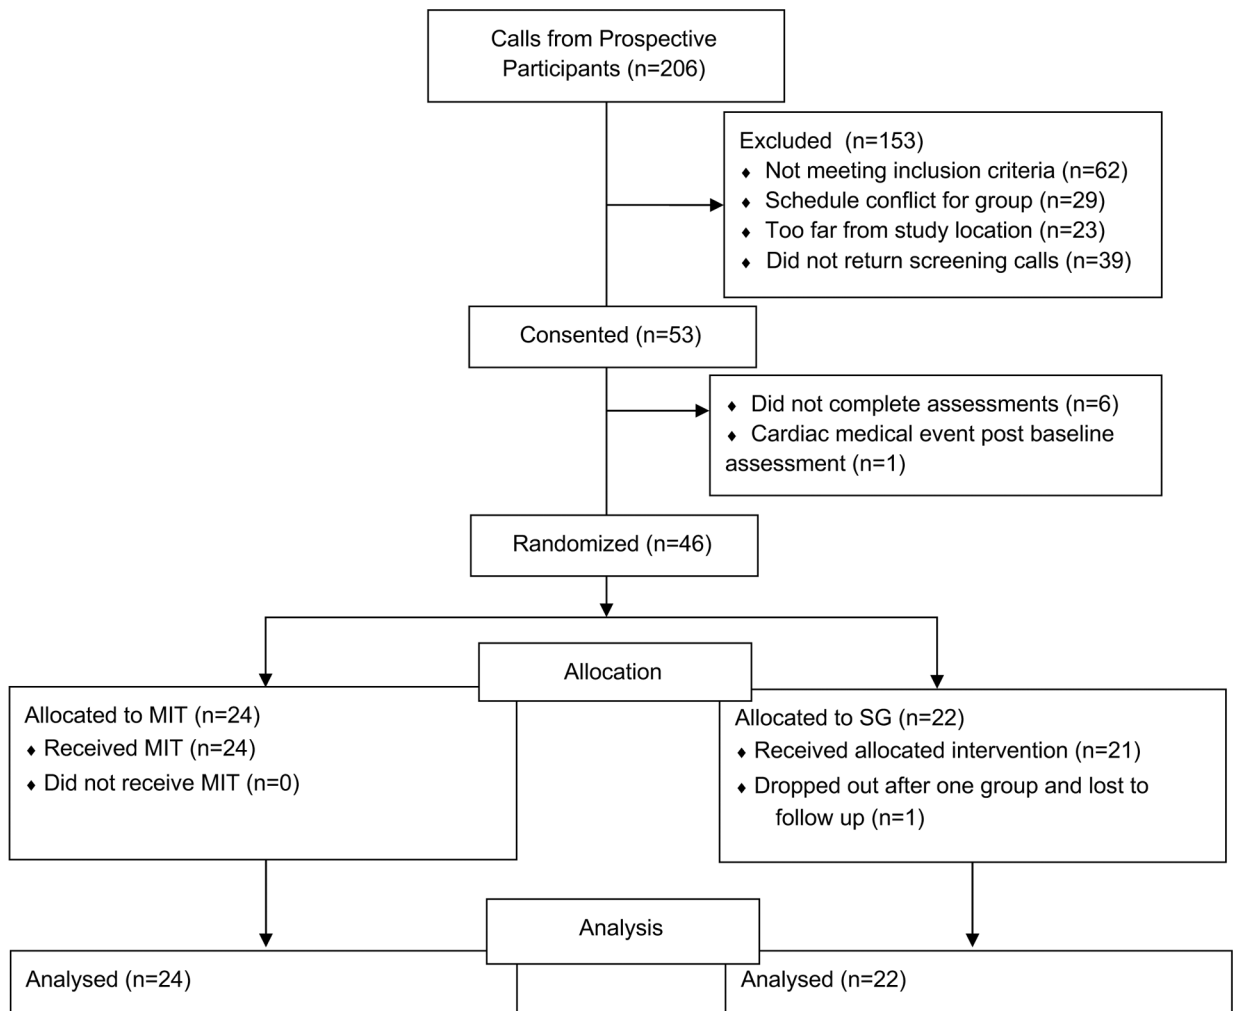 Calls from Prospective
Participants (n=206)
Excluded  (n=153)
♦ Not meeting inclusion criteria (n=62)
♦ Schedule conflict for group (n=29)
♦ Too far from study location (n=23)
♦ Did not return screening calls (n=39)
Consented (n=53)
♦ Did not complete assessments (n=6)
♦ Cardiac medical event post baseline
assessment (n=1)
Randomized (n=46)
Allocation
Allocated to MIT (n=24)
♦ Received MIT (n=24)
♦ Did not receive MIT (n=0)
Allocated to SG (n=22)
♦ Received allocated intervention (n=21)
♦ Dropped out after one group and lost to
follow up (n=1)
Analysis
Analysed (n=24)
Analysed (n=22)